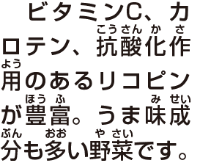 ビタミンC、カ
ロテン、抗酸化作
用のあるリコピン
が豊富。うま味成
分も多い野菜です。